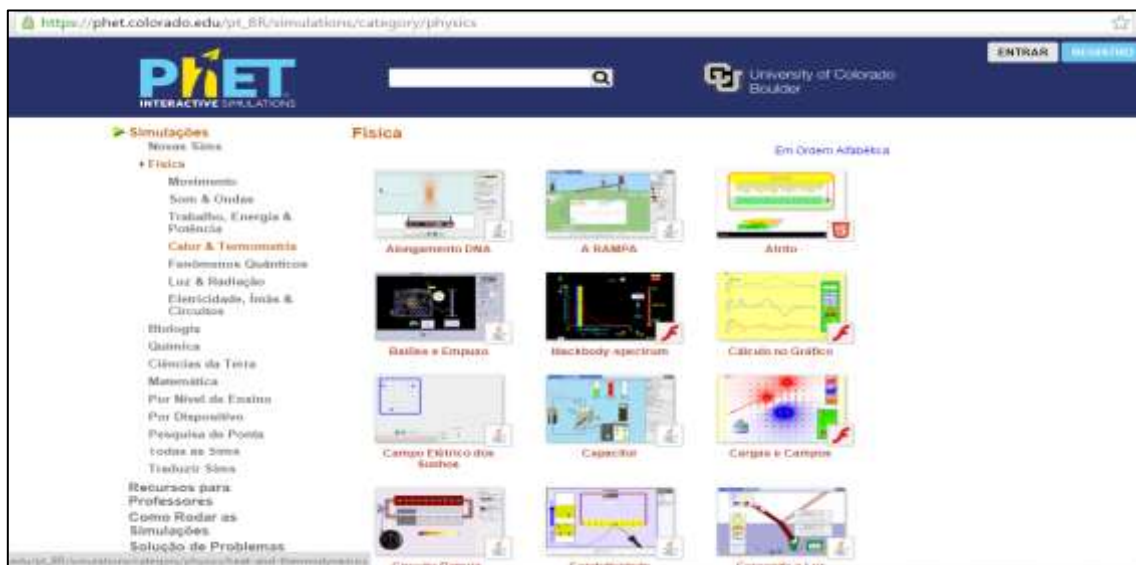 https://phet.colorado.edu/pt_BR/simulations/category/physics
ENTRAR
REGISTRO
PhET
INTERACTIVE SIMULATIONS
University of Colorado
Boulder
Simulações
Novas Sims
Física
Movimento
Som & Ondas
Trabalho, Energia &
Potência
Calor & Termometria
Fenômenos Quânticos
Luz & Radiação
Eletricidade, Ímãs &
Circuitos
Biologia
Química
Ciências da Terra
Matemática
Por Nível de Ensino
Por Dispositivo
Pesquisa de Ponta
Todas as Sims
Traduzir Sims
Recursos para
Professores
Como Rodar as
Simulações
Solução de Problemas
Física
Em Ordem Alfabética
Alongamento DNA
A RAMPA
Atrito
Balões e Empuxo
Blackbody spectrum
Cálculo no Gráfico
Campo Elétrico dos
Sonhos
Capacitor
Cargas e Campos